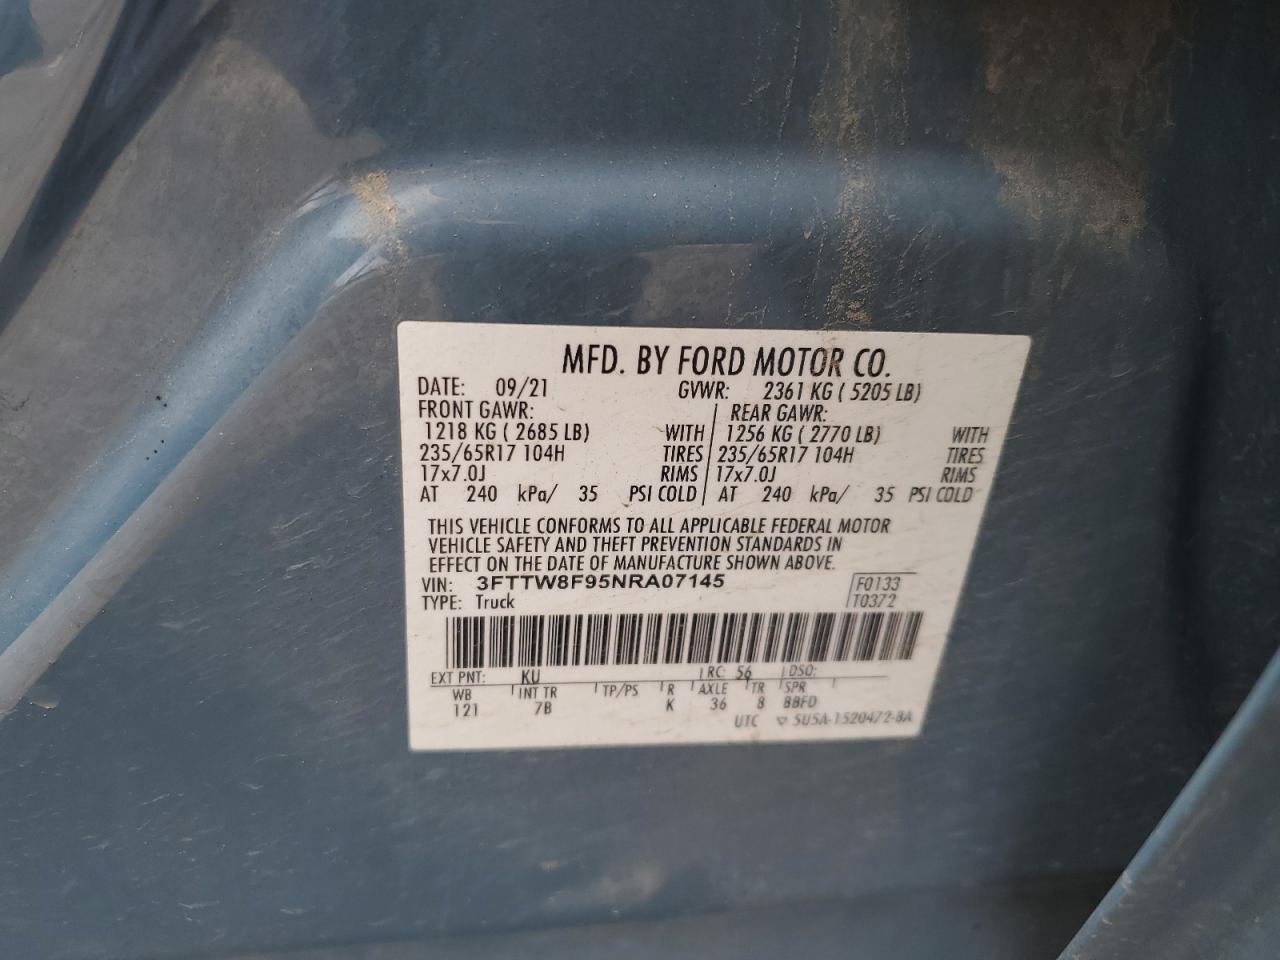 MFD. BY FORD MOTOR CO.
DATE: 09/21 GVWR: 2361 KG ( 5205 LB)
FRONT GAWR: REAR GAWR:
1218 KG ( 2685 LB) WITH 1256 KG ( 2770 LB) WITH
235/65R17 104H TIRES 235/65R17 104H TIRES
17x7.0J RIMS 17x7.0J RIMS
AT 240 kPa/ 35 PSI COLD AT 240 kPa/ 35 PSI COLD
THIS VEHICLE CONFORMS TO ALL APPLICABLE FEDERAL MOTOR
VEHICLE SAFETY AND THEFT PREVENTION STANDARDS IN
EFFECT ON THE DATE OF MANUFACTURE SHOWN ABOVE.
VIN: 3FTTW8F95NRA07145 F0133
TYPE: Truck T0372
EXT PNT: KU RC: 56 DSO:
WB INT TR TP/PS R AXLE TR SPR
121 7B K 36 8 BBFD
UTC ▽ 5U5A-1520472-BA